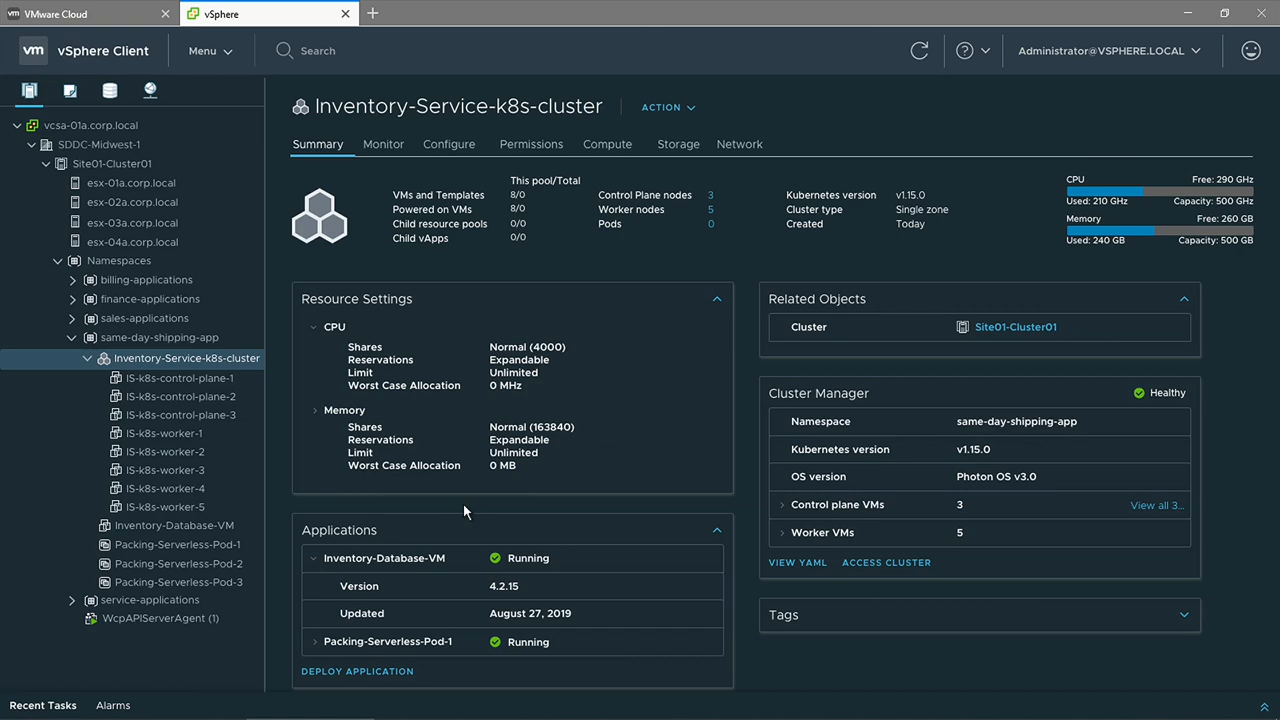 vm VMware Cloud
vSphere
vm vSphere Client
Menu
Search
Administrator@VSPHERE.LOCAL
vcsa-01a.corp.local
SDDC-Midwest-1
Site01-Cluster01
esx-01a.corp.local
esx-02a.corp.local
esx-03a.corp.local
esx-04a.corp.local
Namespaces
billing-applications
finance-applications
sales-applications
same-day-shipping-app
Inventory-Service-k8s-cluster
IS-k8s-control-plane-1
IS-k8s-control-plane-2
IS-k8s-control-plane-3
IS-k8s-worker-1
IS-k8s-worker-2
IS-k8s-worker-3
IS-k8s-worker-4
IS-k8s-worker-5
Inventory-Database-VM
Packing-Serverless-Pod-1
Packing-Serverless-Pod-2
Packing-Serverless-Pod-3
service-applications
WcpAPIServerAgent (1)
Inventory-Service-k8s-cluster
ACTION
Summary Monitor Configure Permissions Compute Storage Network
This pool/Total
VMs and Templates 8/0
Powered on VMs 8/0
Child resource pools 0/0
Child vApps 0/0
Control Plane nodes 3
Worker nodes 5
Pods 0
Kubernetes version v1.15.0
Cluster type Single zone
Created Today
CPU Free: 290 GHz
Used: 210 GHz Capacity: 500 GHz
Memory Free: 260 GB
Used: 240 GB Capacity: 500 GB
Resource Settings
CPU
Shares Normal (4000)
Reservations Expandable
Limit Unlimited
Worst Case Allocation 0 MHz
Memory
Shares Normal (163840)
Reservations Expandable
Limit Unlimited
Worst Case Allocation 0 MB
Applications
Inventory-Database-VM Running
Version 4.2.15
Updated August 27, 2019
Packing-Serverless-Pod-1 Running
DEPLOY APPLICATION
Related Objects
Cluster Site01-Cluster01
Cluster Manager Healthy
Namespace same-day-shipping-app
Kubernetes version v1.15.0
OS version Photon OS v3.0
Control plane VMs 3 View all 3...
Worker VMs 5
VIEW YAML ACCESS CLUSTER
Tags
Recent Tasks Alarms